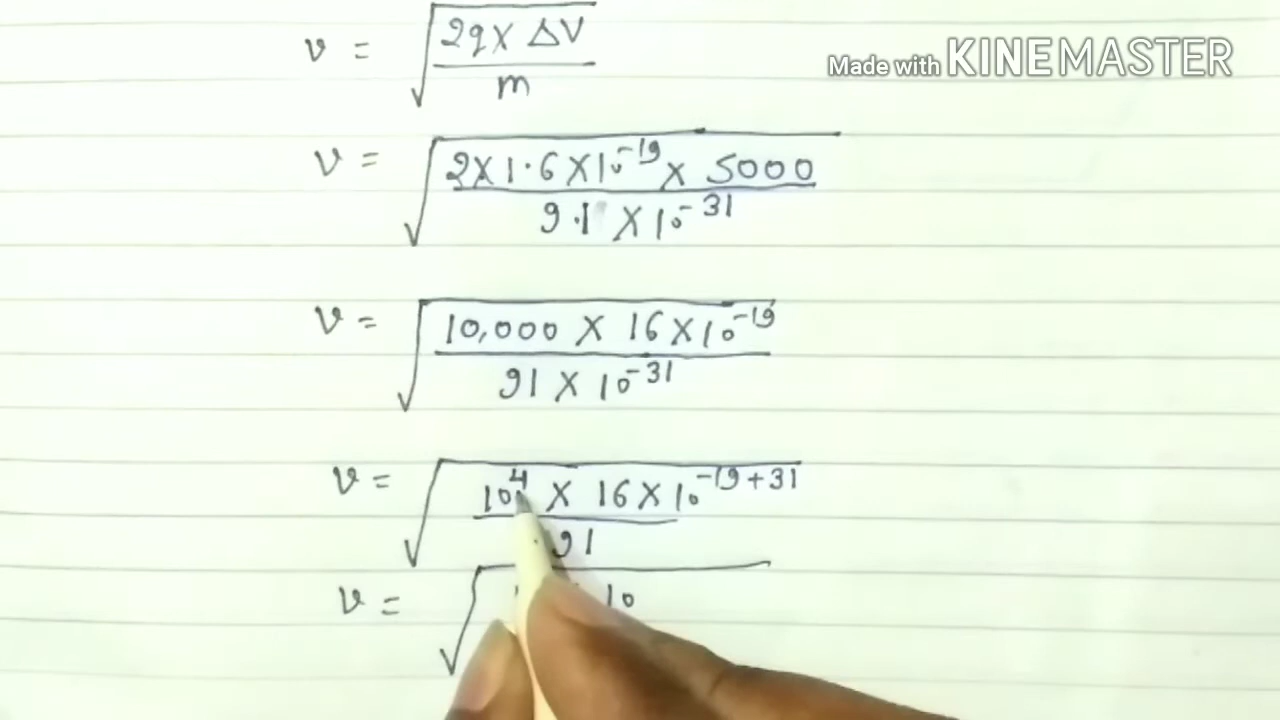 v = √(2q × ΔV / m)
Made with KINEMASTER
v = √(2 × 1.6 × 10⁻¹⁹ × 5000 / 9.1 × 10⁻³¹)
v = √(10,000 × 16 × 10⁻¹⁹ / 91 × 10⁻³¹)
v = √(10⁴ × 16 × 10⁻¹⁹⁺³¹ / 91)
v = √ 10